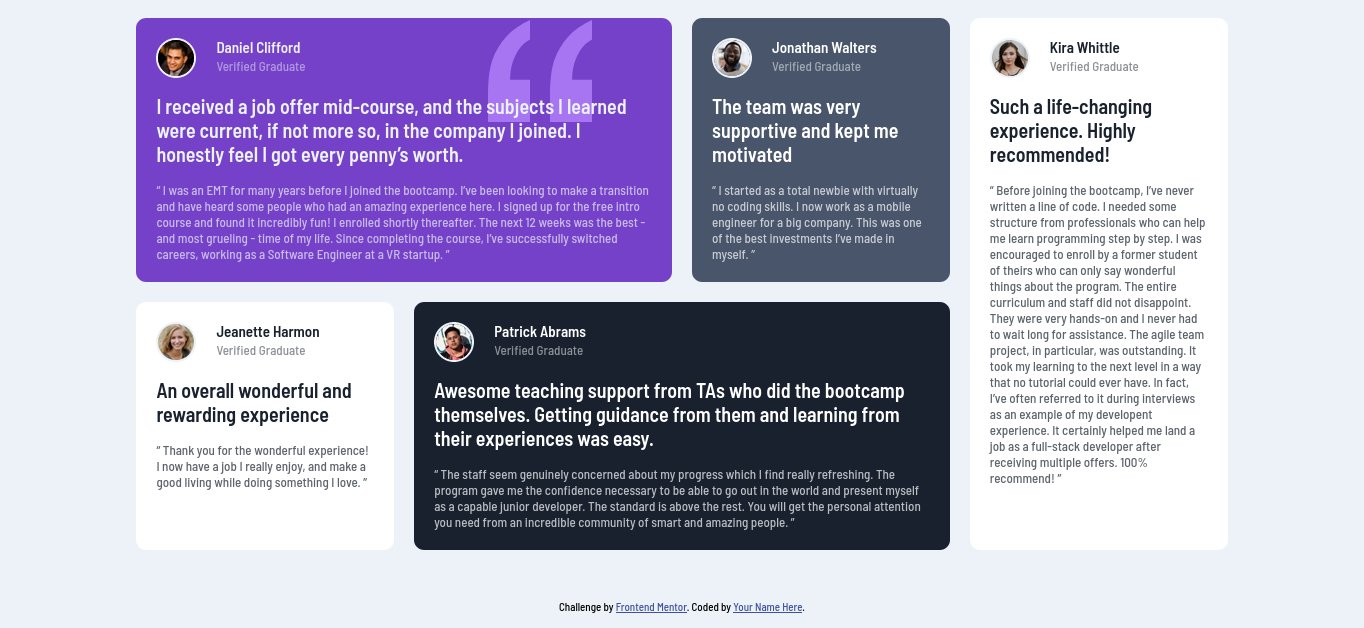 Daniel Clifford
Verified Graduate
I received a job offer mid-course, and the subjects I learned
were current, if not more so, in the company I joined. I
honestly feel I got every penny’s worth.
“ I was an EMT for many years before I joined the bootcamp. I’ve been looking to make a transition
and have heard some people who had an amazing experience here. I signed up for the free intro
course and found it incredibly fun! I enrolled shortly thereafter. The next 12 weeks was the best -
and most grueling - time of my life. Since completing the course, I’ve successfully switched
careers, working as a Software Engineer at a VR startup. ”
Jonathan Walters
Verified Graduate
The team was very
supportive and kept me
motivated
“ I started as a total newbie with virtually
no coding skills. I now work as a mobile
engineer for a big company. This was one
of the best investments I’ve made in
myself. ”
Kira Whittle
Verified Graduate
Such a life-changing
experience. Highly
recommended!
“ Before joining the bootcamp, I’ve never
written a line of code. I needed some
structure from professionals who can help
me learn programming step by step. I was
encouraged to enroll by a former student
of theirs who can only say wonderful
things about the program. The entire
curriculum and staff did not disappoint.
They were very hands-on and I never had
to wait long for assistance. The agile team
project, in particular, was outstanding. It
took my learning to the next level in a way
that no tutorial could ever have. In fact,
I’ve often referred to it during interviews
as an example of my developent
experience. It certainly helped me land a
job as a full-stack developer after
receiving multiple offers. 100%
recommend! ”
Jeanette Harmon
Verified Graduate
An overall wonderful and
rewarding experience
“ Thank you for the wonderful experience!
I now have a job I really enjoy, and make a
good living while doing something I love. ”
Patrick Abrams
Verified Graduate
Awesome teaching support from TAs who did the bootcamp
themselves. Getting guidance from them and learning from
their experiences was easy.
“ The staff seem genuinely concerned about my progress which I find really refreshing. The
program gave me the confidence necessary to be able to go out in the world and present myself
as a capable junior developer. The standard is above the rest. You will get the personal attention
you need from an incredible community of smart and amazing people. ”
Challenge by Frontend Mentor. Coded by Your Name Here.